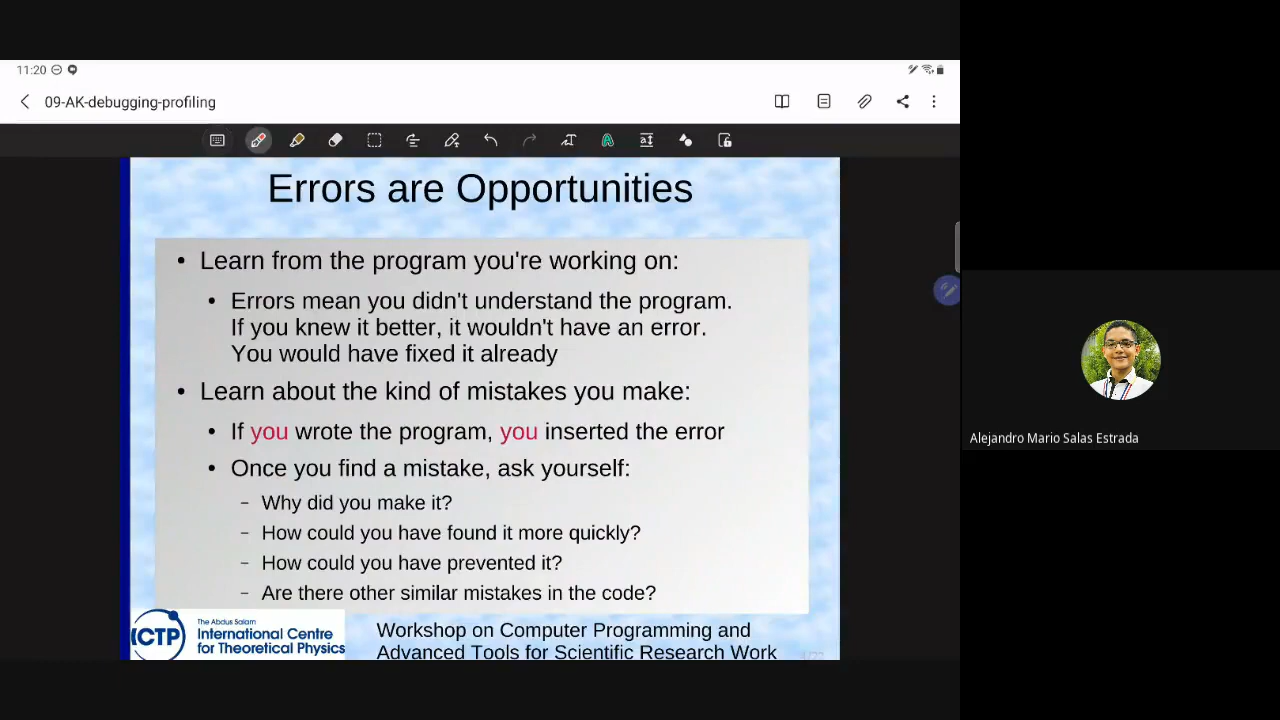 11:20
09-AK-debugging-profiling
Errors are Opportunities
• Learn from the program you're working on:
• Errors mean you didn't understand the program.
If you knew it better, it wouldn't have an error.
You would have fixed it already
• Learn about the kind of mistakes you make:
• If you wrote the program, you inserted the error
• Once you find a mistake, ask yourself:
– Why did you make it?
– How could you have found it more quickly?
– How could you have prevented it?
– Are there other similar mistakes in the code?
ICTP
The Abdus Salam
International Centre
for Theoretical Physics
Workshop on Computer Programming and
Advanced Tools for Scientific Research Work
Alejandro Mario Salas Estrada